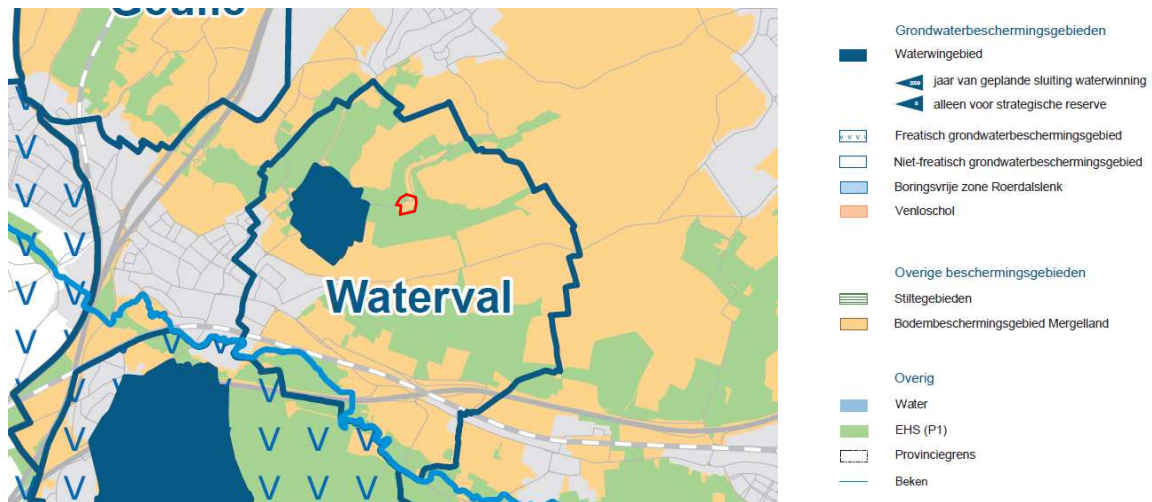 Geulle
Waterval
Grondwaterbeschermingsgebieden
Waterwingebied
jaar van geplande sluiting waterwinning
alleen voor strategische reserve
v v v v
Freatisch grondwaterbeschermingsgebied
Niet-freatisch grondwaterbeschermingsgebied
Boringsvrije zone Roerdalslenk
Venloschol
Overige beschermingsgebieden
Stiltegebieden
Bodembeschermingsgebied Mergelland
Overig
Water
EHS (P1)
Provinciegrens
Beken